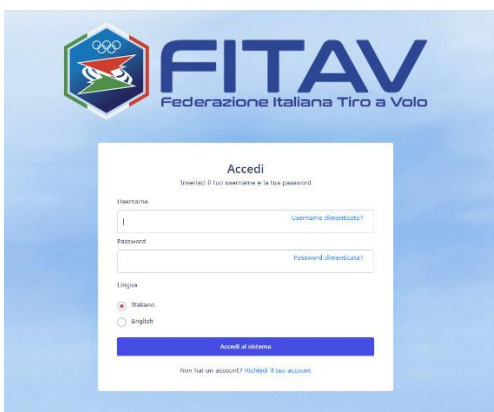 FITAV
Federazione Italiana Tiro a Volo
Accedi
Inserisci il tuo username e la tua password
Username
Username dimenticato?
Password
Password dimenticata?
Lingua
Italiano
English
Accedi al sistema
Non hai un account? Richiedi il tuo account